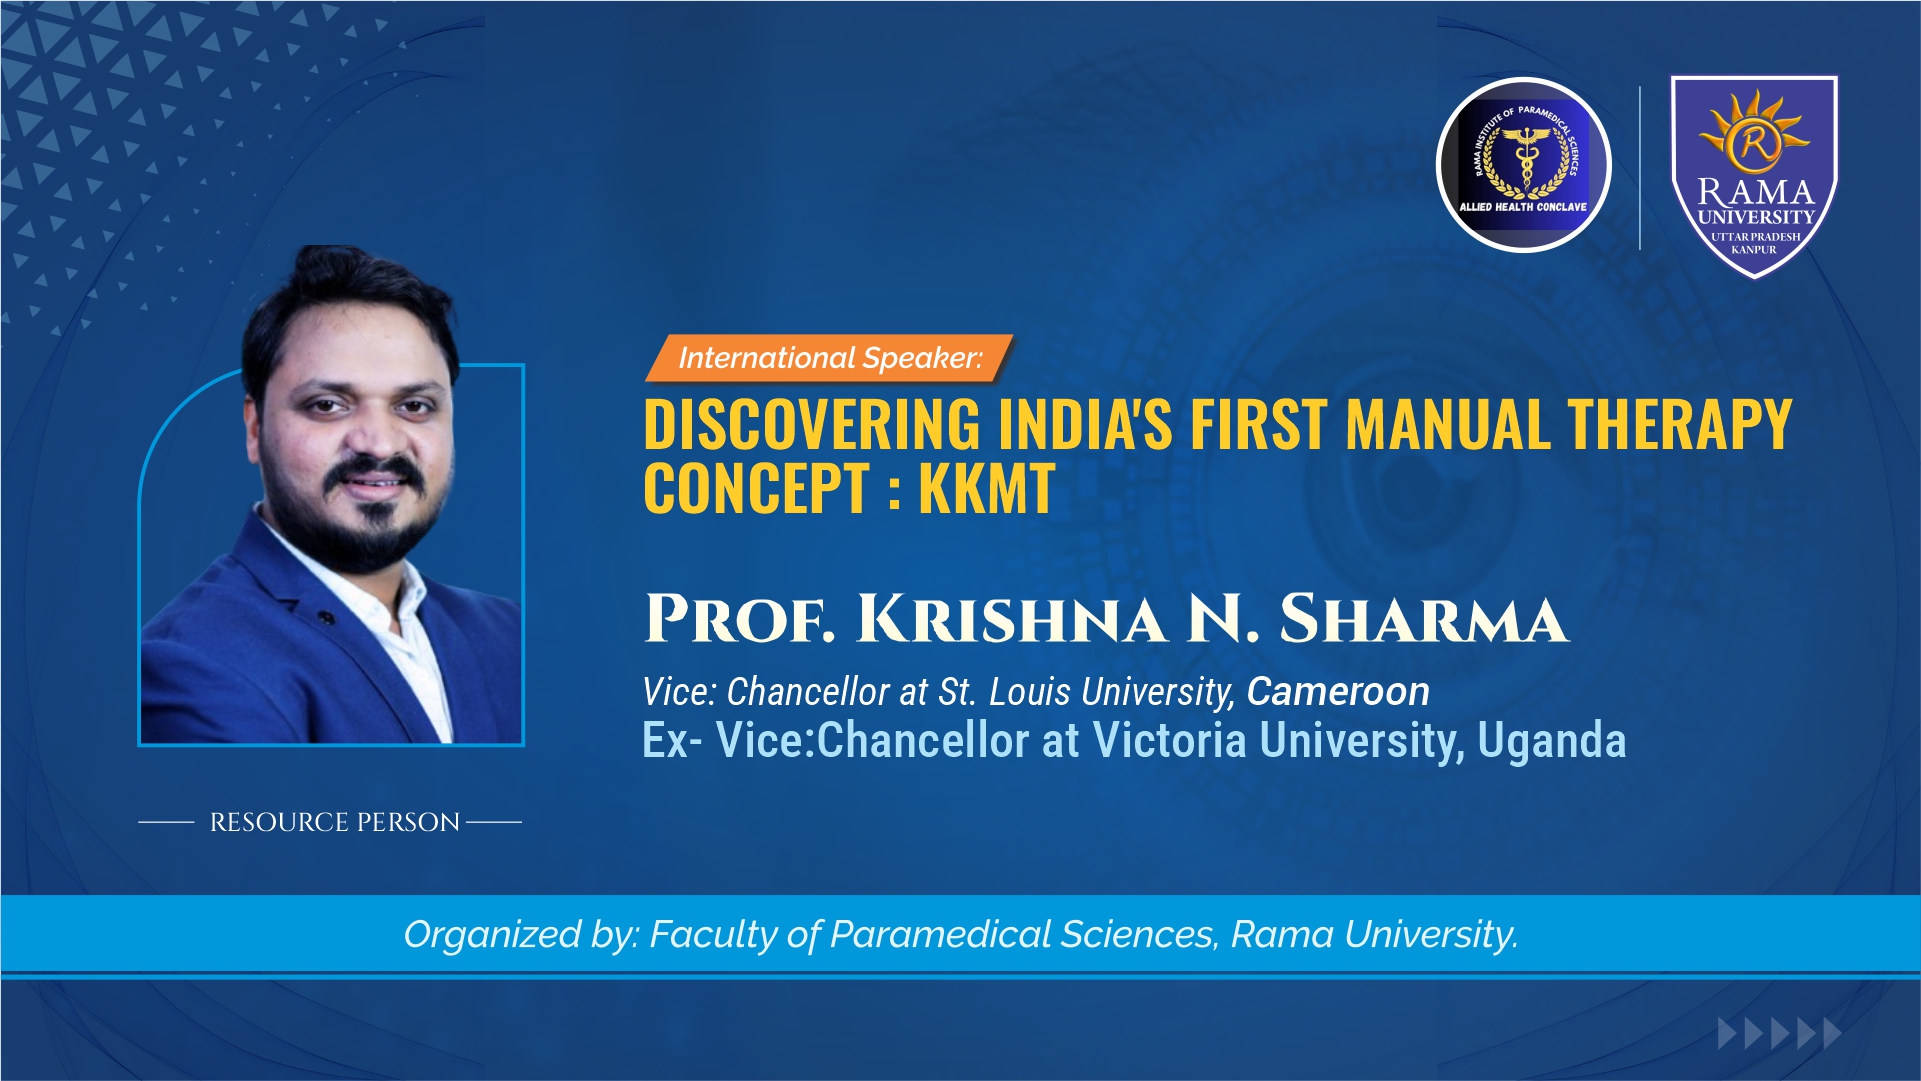 RAMA INSTITUTE OF PARAMEDICAL SCIENCES
ALLIED HEALTH CONCLAVE
R
RAMA
UNIVERSITY
UTTAR PRADESH
KANPUR
International Speaker:
DISCOVERING INDIA'S FIRST MANUAL THERAPY
CONCEPT : KKMT
PROF. KRISHNA N. SHARMA
Vice: Chancellor at St. Louis University, Cameroon
Ex- Vice:Chancellor at Victoria University, Uganda
RESOURCE PERSON
Organized by: Faculty of Paramedical Sciences, Rama University.